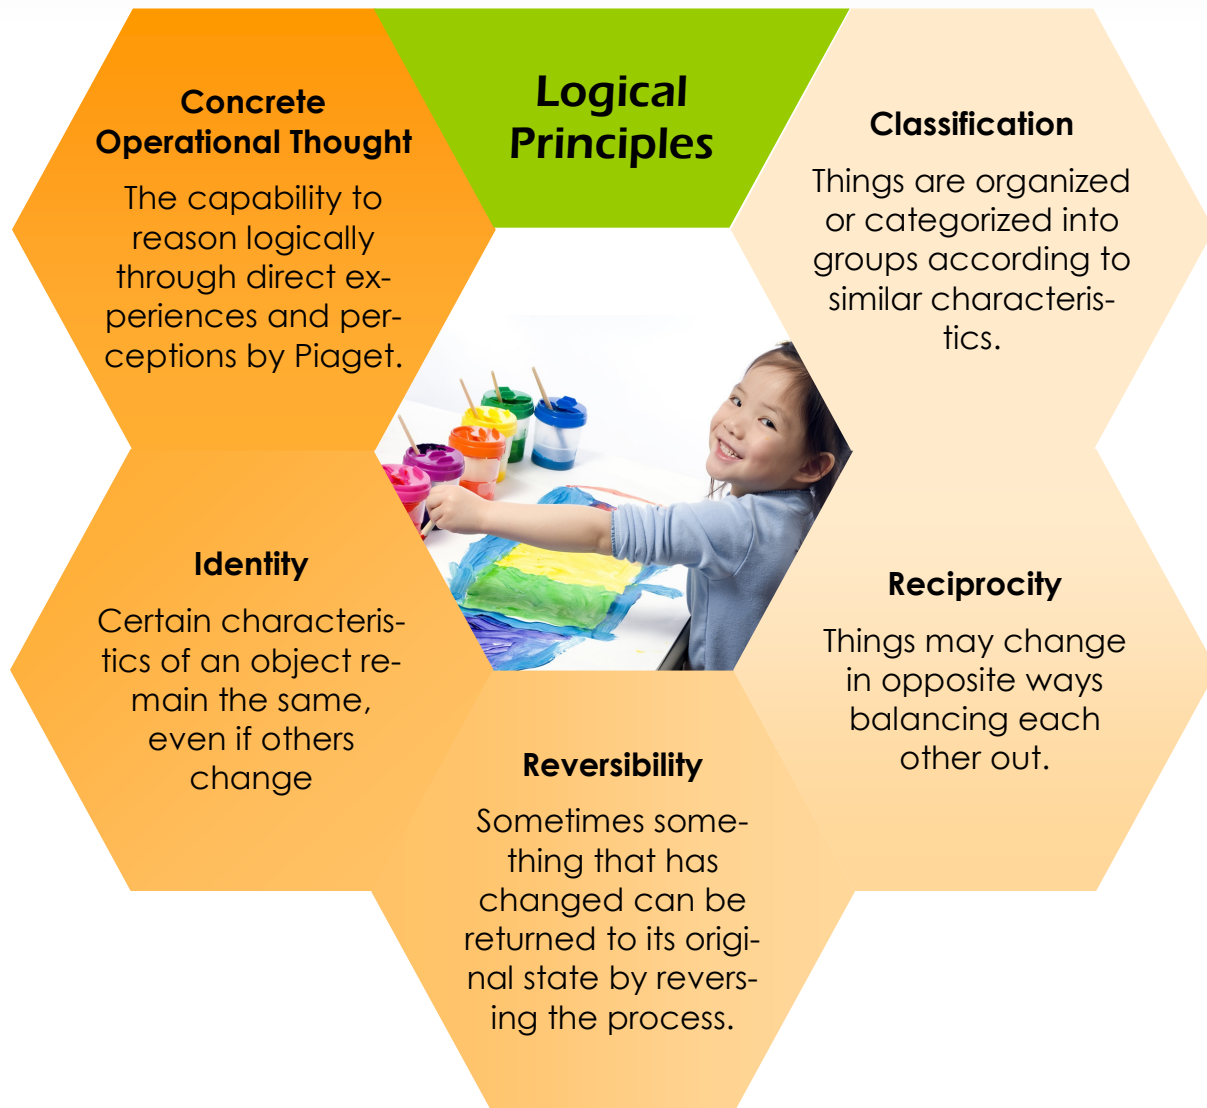 Logical
Principles
Concrete
Operational Thought
The capability to
reason logically
through direct ex-
periences and per-
ceptions by Piaget.
Classification
Things are organized
or categorized into
groups according to
similar characteris-
tics.
Identity
Certain characteris-
tics of an object re-
main the same,
even if others
change
Reciprocity
Things may change
in opposite ways
balancing each
other out.
Reversibility
Sometimes some-
thing that has
changed can be
returned to its origi-
nal state by revers-
ing the process.